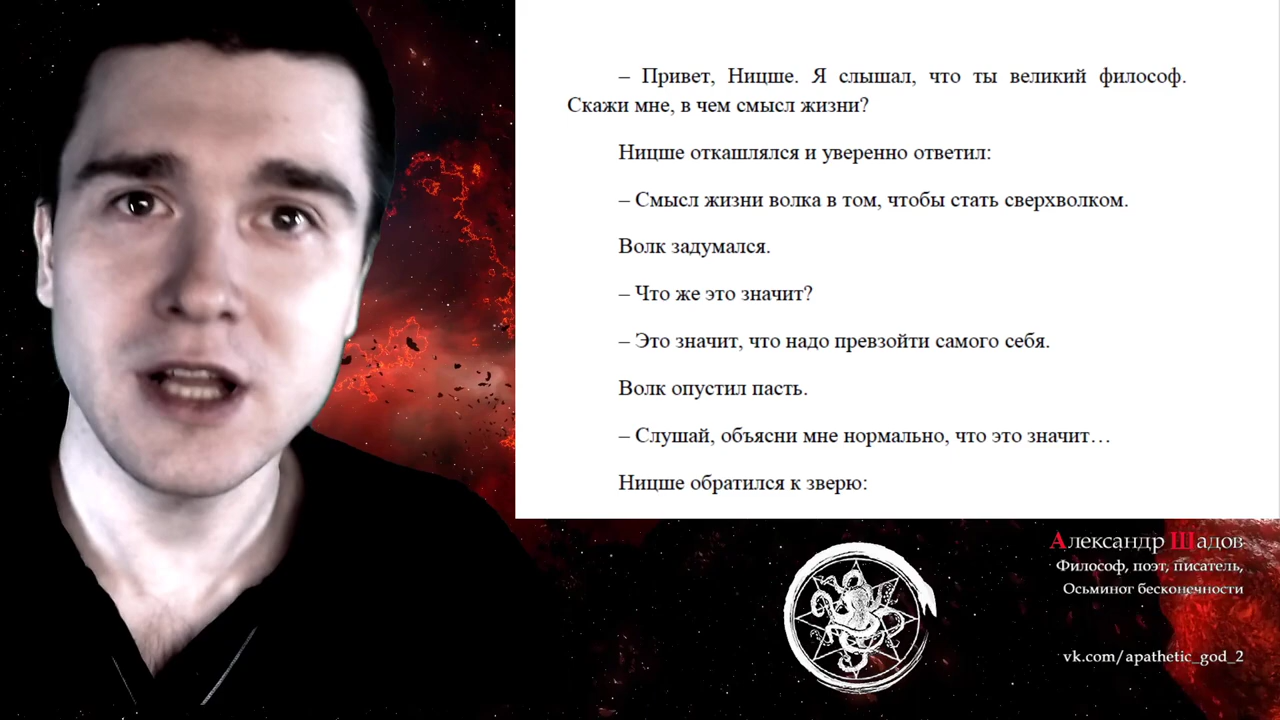 – Привет, Ницше. Я слышал, что ты великий философ.
Скажи мне, в чем смысл жизни?
Ницше откашлялся и уверенно ответил:
– Смысл жизни волка в том, чтобы стать сверхволком.
Волк задумался.
– Что же это значит?
– Это значит, что надо превзойти самого себя.
Волк опустил пасть.
– Слушай, объясни мне нормально, что это значит…
Ницше обратился к зверю:
Александр Шадов
Философ, поэт, писатель,
Осьминог бесконечности
vk.com/apathetic_god_2